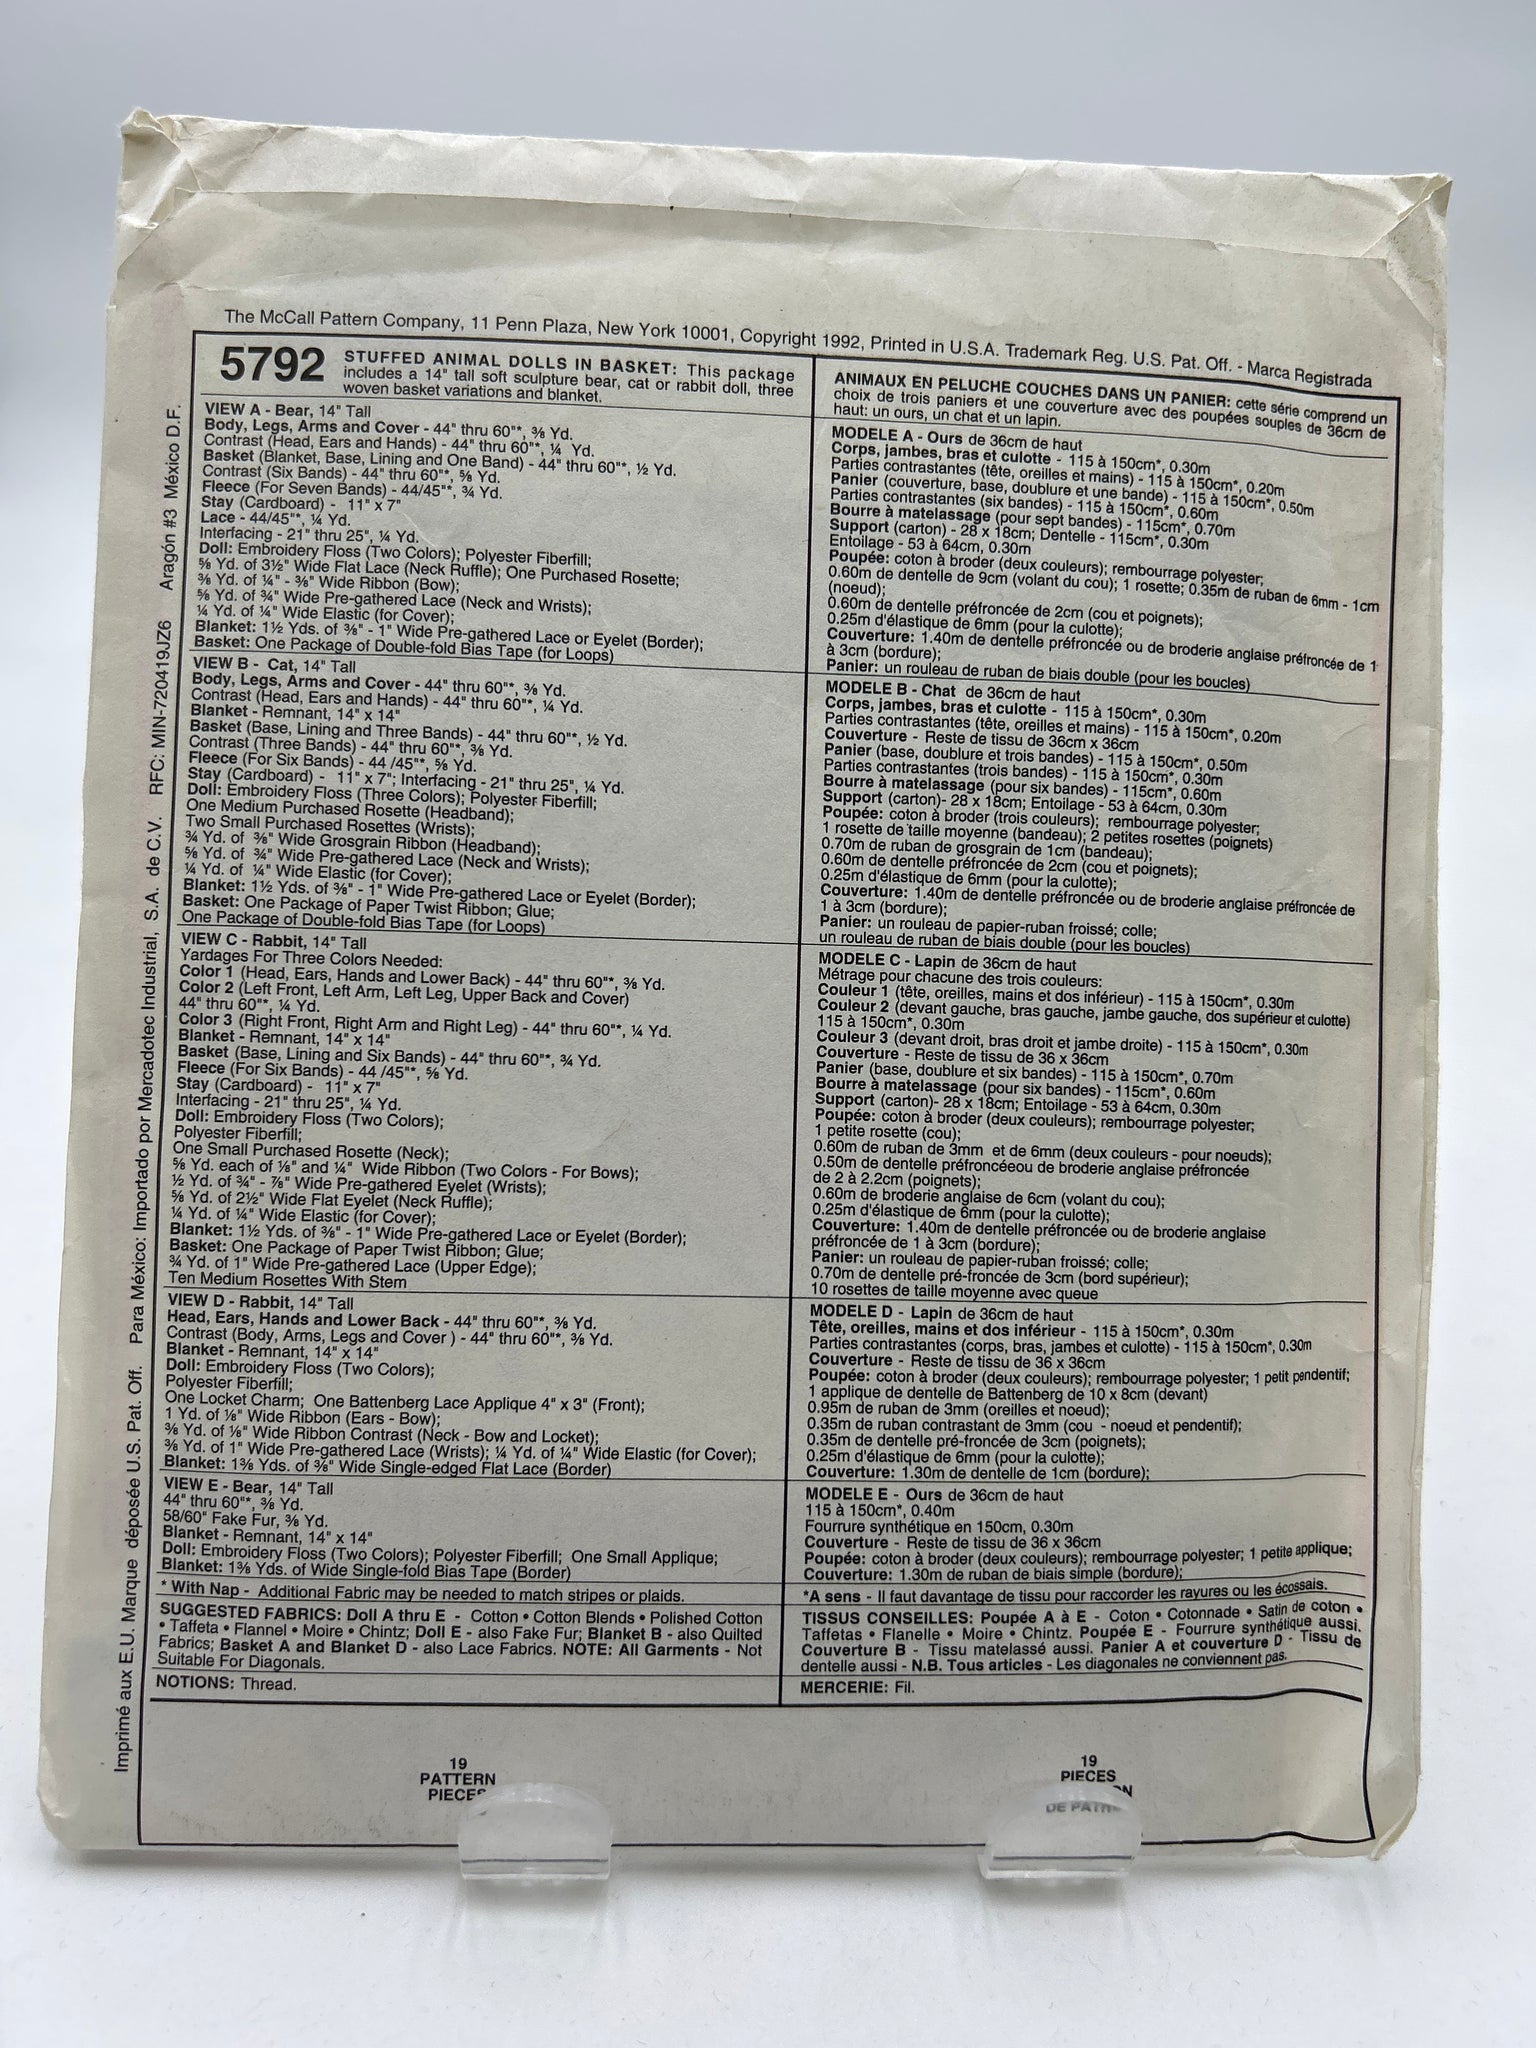 The McCall Pattern Company, 11 Penn Plaza, New York 10001, Copyright 1992, Printed in U.S.A. Trademark Reg. U.S. Pat. Off. - Marca Registrada
5792 STUFFED ANIMAL DOLLS IN BASKET: This package
includes a 14" tall soft sculpture bear, cat or rabbit doll, three
woven basket variations and blanket.
VIEW A - Bear, 14" Tall
Body, Legs, Arms and Cover - 44" thru 60"*, ⅜ Yd.
Contrast (Head, Ears and Hands) - 44" thru 60"*, ¼ Yd.
Basket (Blanket, Base, Lining and One Band) - 44" thru 60"*, ½ Yd.
Contrast (Six Bands) - 44" thru 60"*, ⅝ Yd.
Fleece (For Seven Bands) - 44/45"*, ¾ Yd.
Stay (Cardboard) - 11" x 7"
Lace - 44/45"*, ¼ Yd.
Interfacing - 21" thru 25", ¼ Yd.
Doll: Embroidery Floss (Two Colors); Polyester Fiberfill;
⅝ Yd. of 3½" Wide Flat Lace (Neck Ruffle); One Purchased Rosette;
⅜ Yd. of ¼" - ⅜" Wide Ribbon (Bow);
⅝ Yd. of ¾" Wide Pre-gathered Lace (Neck and Wrists);
¼ Yd. of ¼" Wide Elastic (for Cover);
Blanket: 1½ Yds. of ⅜" - 1" Wide Pre-gathered Lace or Eyelet (Border);
Basket: One Package of Double-fold Bias Tape (for Loops)
VIEW B - Cat, 14" Tall
Body, Legs, Arms and Cover - 44" thru 60"*, ⅜ Yd.
Contrast (Head, Ears and Hands) - 44" thru 60"*, ¼ Yd.
Blanket - Remnant, 14" x 14"
Basket (Base, Lining and Three Bands) - 44" thru 60"*, ½ Yd.
Contrast (Three Bands) - 44" thru 60"*, ⅜ Yd.
Fleece (For Six Bands) - 44 /45"*, ⅝ Yd.
Stay (Cardboard) - 11" x 7"; Interfacing - 21" thru 25", ¼ Yd.
Doll: Embroidery Floss (Three Colors); Polyester Fiberfill;
One Medium Purchased Rosette (Headband);
Two Small Purchased Rosettes (Wrists);
¾ Yd. of ⅜" Wide Grosgrain Ribbon (Headband);
⅝ Yd. of ¾" Wide Pre-gathered Lace (Neck and Wrists);
¼ Yd. of ¼" Wide Elastic (for Cover);
Blanket: 1½ Yds. of ⅜" - 1" Wide Pre-gathered Lace or Eyelet (Border);
Basket: One Package of Paper Twist Ribbon; Glue;
One Package of Double-fold Bias Tape (for Loops)
VIEW C - Rabbit, 14" Tall
Yardages For Three Colors Needed:
Color 1 (Head, Ears, Hands and Lower Back) - 44" thru 60"*, ⅜ Yd.
Color 2 (Left Front, Left Arm, Left Leg, Upper Back and Cover)
44" thru 60"*, ¼ Yd.
Color 3 (Right Front, Right Arm and Right Leg) - 44" thru 60"*, ¼ Yd.
Blanket - Remnant, 14" x 14"
Basket (Base, Lining and Six Bands) - 44" thru 60"*, ¾ Yd.
Fleece (For Six Bands) - 44 /45"*, ⅝ Yd.
Stay (Cardboard) - 11" x 7"
Interfacing - 21" thru 25", ¼ Yd.
Doll: Embroidery Floss (Two Colors);
Polyester Fiberfill;
One Small Purchased Rosette (Neck);
⅝ Yd. each of ⅛" and ¼" Wide Ribbon (Two Colors - For Bows);
½ Yd. of ¾" - ⅞" Wide Pre-gathered Eyelet (Wrists);
⅝ Yd. of 2½" Wide Flat Eyelet (Neck Ruffle);
¼ Yd. of ¼" Wide Elastic (for Cover);
Blanket: 1½ Yds. of ⅜" - 1" Wide Pre-gathered Lace or Eyelet (Border);
Basket: One Package of Paper Twist Ribbon; Glue;
¾ Yd. of 1" Wide Pre-gathered Lace (Upper Edge);
Ten Medium Rosettes With Stem
VIEW D - Rabbit, 14" Tall
Head, Ears, Hands and Lower Back - 44" thru 60"*, ⅜ Yd.
Contrast (Body, Arms, Legs and Cover ) - 44" thru 60"*, ⅜ Yd.
Blanket - Remnant, 14" x 14"
Doll: Embroidery Floss (Two Colors);
Polyester Fiberfill;
One Locket Charm; One Battenberg Lace Applique 4" x 3" (Front);
1 Yd. of ⅛" Wide Ribbon (Ears - Bow);
⅜ Yd. of ⅛" Wide Ribbon Contrast (Neck - Bow and Locket);
⅜ Yd. of 1" Wide Pre-gathered Lace (Wrists); ¼ Yd. of ¼" Wide Elastic (for Cover);
Blanket: 1⅜ Yds. of ⅜" Wide Single-edged Flat Lace (Border)
VIEW E - Bear, 14" Tall
44" thru 60"*, ⅜ Yd.
58/60" Fake Fur, ⅜ Yd.
Blanket - Remnant, 14" x 14"
Doll: Embroidery Floss (Two Colors); Polyester Fiberfill; One Small Applique;
Blanket: 1⅜ Yds. of Wide Single-fold Bias Tape (Border)
* With Nap - Additional Fabric may be needed to match stripes or plaids.
SUGGESTED FABRICS: Doll A thru E - Cotton • Cotton Blends • Polished Cotton
• Taffeta • Flannel • Moire • Chintz; Doll E - also Fake Fur; Blanket B - also Quilted
Fabrics; Basket A and Blanket D - also Lace Fabrics. NOTE: All Garments - Not
Suitable For Diagonals.
NOTIONS: Thread.
19
PATTERN
PIECES
ANIMAUX EN PELUCHE COUCHES DANS UN PANIER: cette série comprend un
choix de trois paniers et une couverture avec des poupées souples de 36cm de
haut: un ours, un chat et un lapin.
MODELE A - Ours de 36cm de haut
Corps, jambes, bras et culotte - 115 à 150cm*, 0.30m
Parties contrastantes (tête, oreilles et mains) - 115 à 150cm*, 0.20m
Panier (couverture, base, doublure et une bande) - 115 à 150cm*, 0.50m
Parties contrastantes (six bandes) - 115 à 150cm*, 0.60m
Bourre à matelassage (pour sept bandes) - 115cm*, 0.70m
Support (carton) - 28 x 18cm; Dentelle - 115cm*, 0.30m
Entoilage - 53 à 64cm, 0.30m
Poupée: coton à broder (deux couleurs); rembourrage polyester;
0.60m de dentelle de 9cm (volant du cou); 1 rosette; 0.35m de ruban de 6mm - 1cm
(noeud);
0.60m de dentelle préfroncée de 2cm (cou et poignets);
0.25m d'élastique de 6mm (pour la culotte);
Couverture: 1.40m de dentelle préfroncée ou de broderie anglaise préfroncée de 1
à 3cm (bordure);
Panier: un rouleau de ruban de biais double (pour les boucles)
MODELE B - Chat de 36cm de haut
Corps, jambes, bras et culotte - 115 à 150cm*, 0.30m
Parties contrastantes (tête, oreilles et mains) - 115 à 150cm*, 0.20m
Couverture - Reste de tissu de 36cm x 36cm
Panier (base, doublure et trois bandes) - 115 à 150cm*, 0.50m
Parties contrastantes (trois bandes) - 115 à 150cm*, 0.30m
Bourre à matelassage (pour six bandes) - 115cm*, 0.60m
Support (carton)- 28 x 18cm; Entoilage - 53 à 64cm, 0.30m
Poupée: coton à broder (trois couleurs); rembourrage polyester;
1 rosette de taille moyenne (bandeau); 2 petites rosettes (poignets)
0.70m de ruban de grosgrain de 1cm (bandeau);
0.60m de dentelle préfroncée de 2cm (cou et poignets);
0.25m d'élastique de 6mm (pour la culotte);
Couverture: 1.40m de dentelle préfroncée ou de broderie anglaise préfroncée de
1 à 3cm (bordure);
Panier: un rouleau de papier-ruban froissé; colle;
un rouleau de ruban de biais double (pour les boucles)
MODELE C - Lapin de 36cm de haut
Métrage pour chacune des trois couleurs:
Couleur 1 (tête, oreilles, mains et dos inférieur) - 115 à 150cm*, 0.30m
Couleur 2 (devant gauche, bras gauche, jambe gauche, dos supérieur et culotte)
115 à 150cm*, 0.30m
Couleur 3 (devant droit, bras droit et jambe droite) - 115 à 150cm*, 0.30m
Couverture - Reste de tissu de 36 x 36cm
Panier (base, doublure et six bandes) - 115 à 150cm*, 0.70m
Bourre à matelassage (pour six bandes) - 115cm*, 0.60m
Support (carton)- 28 x 18cm; Entoilage - 53 à 64cm, 0.30m
Poupée: coton à broder (deux couleurs); rembourrage polyester;
1 petite rosette (cou);
0.60m de ruban de 3mm et de 6mm (deux couleurs - pour noeuds);
0.50m de dentelle préfroncéeou de broderie anglaise préfroncée
de 2 à 2.2cm (poignets);
0.60m de broderie anglaise de 6cm (volant du cou);
0.25m d'élastique de 6mm (pour la culotte);
Couverture: 1.40m de dentelle préfroncée ou de broderie anglaise
préfroncée de 1 à 3cm (bordure);
Panier: un rouleau de papier-ruban froissé; colle;
0.70m de dentelle pré-froncée de 3cm (bord supérieur);
10 rosettes de taille moyenne avec queue
MODELE D - Lapin de 36cm de haut
Tête, oreilles, mains et dos inférieur - 115 à 150cm*, 0.30m
Parties contrastantes (corps, bras, jambes et culotte) - 115 à 150cm*, 0.30m
Couverture - Reste de tissu de 36 x 36cm
Poupée: coton à broder (deux couleurs); rembourrage polyester; 1 petit pendentif;
1 applique de dentelle de Battenberg de 10 x 8cm (devant)
0.95m de ruban de 3mm (oreilles et noeud);
0.35m de ruban contrastant de 3mm (cou - noeud et pendentif);
0.35m de dentelle pré-froncée de 3cm (poignets);
0.25m d'élastique de 6mm (pour la culotte);
Couverture: 1.30m de dentelle de 1cm (bordure);
MODELE E - Ours de 36cm de haut
115 à 150cm*, 0.40m
Fourrure synthétique en 150cm, 0.30m
Couverture - Reste de tissu de 36 x 36cm
Poupée: coton à broder (deux couleurs); rembourrage polyester; 1 petite applique;
Couverture: 1.30m de ruban de biais simple (bordure);
*A sens - Il faut davantage de tissu pour raccorder les rayures ou les écossais.
TISSUS CONSEILLES: Poupée A à E - Coton • Cotonnade • Satin de coton •
Taffetas • Flanelle • Moire • Chintz. Poupée E - Fourrure synthétique aussi.
Couverture B - Tissu matelassé aussi. Panier A et couverture D - Tissu de
dentelle aussi - N.B. Tous articles - Les diagonales ne conviennent pas.
MERCERIE: Fil.
19
PIECES
DE
Imprimé aux E.U. Marque déposée U.S. Pat. Off. Para México: Importado por Mercadotec Industrial, S.A. de C.V. RFC: MIN-720419JZ6 Aragón #3 México D.F.